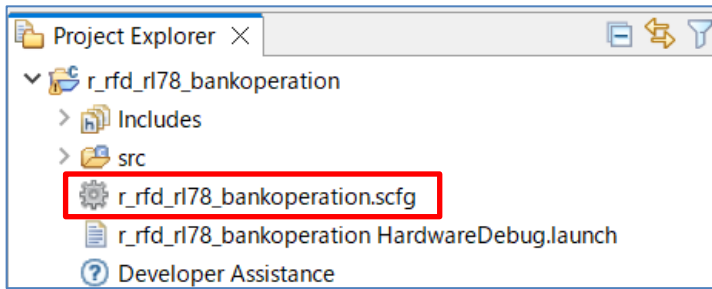 Project Explorer
r_rfd_rl78_bankoperation
Includes
src
r_rfd_rl78_bankoperation.scfg
r_rfd_rl78_bankoperation HardwareDebug.launch
Developer Assistance